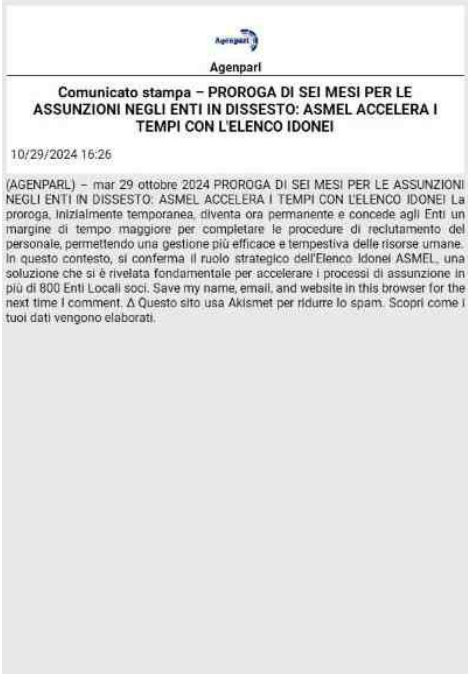 Agenparl
Agenparl
Comunicato stampa – PROROGA DI SEI MESI PER LE
ASSUNZIONI NEGLI ENTI IN DISSESTO: ASMEL ACCELERA I
TEMPI CON L'ELENCO IDONEI
10/29/2024 16:26
(AGENPARL) – mar 29 ottobre 2024 PROROGA DI SEI MESI PER LE ASSUNZIONI
NEGLI ENTI IN DISSESTO: ASMEL ACCELERA I TEMPI CON L'ELENCO IDONEI La
proroga, inizialmente temporanea, diventa ora permanente e concede agli Enti un
margine di tempo maggiore per completare le procedure di reclutamento del
personale, permettendo una gestione più efficace e tempestiva delle risorse umane.
In questo contesto, si conferma il ruolo strategico dell'Elenco Idonei ASMEL, una
soluzione che si è rivelata fondamentale per accelerare i processi di assunzione in
più di 800 Enti Locali soci. Save my name, email, and website in this browser for the
next time I comment. Δ Questo sito usa Akismet per ridurre lo spam. Scopri come i
tuoi dati vengono elaborati.